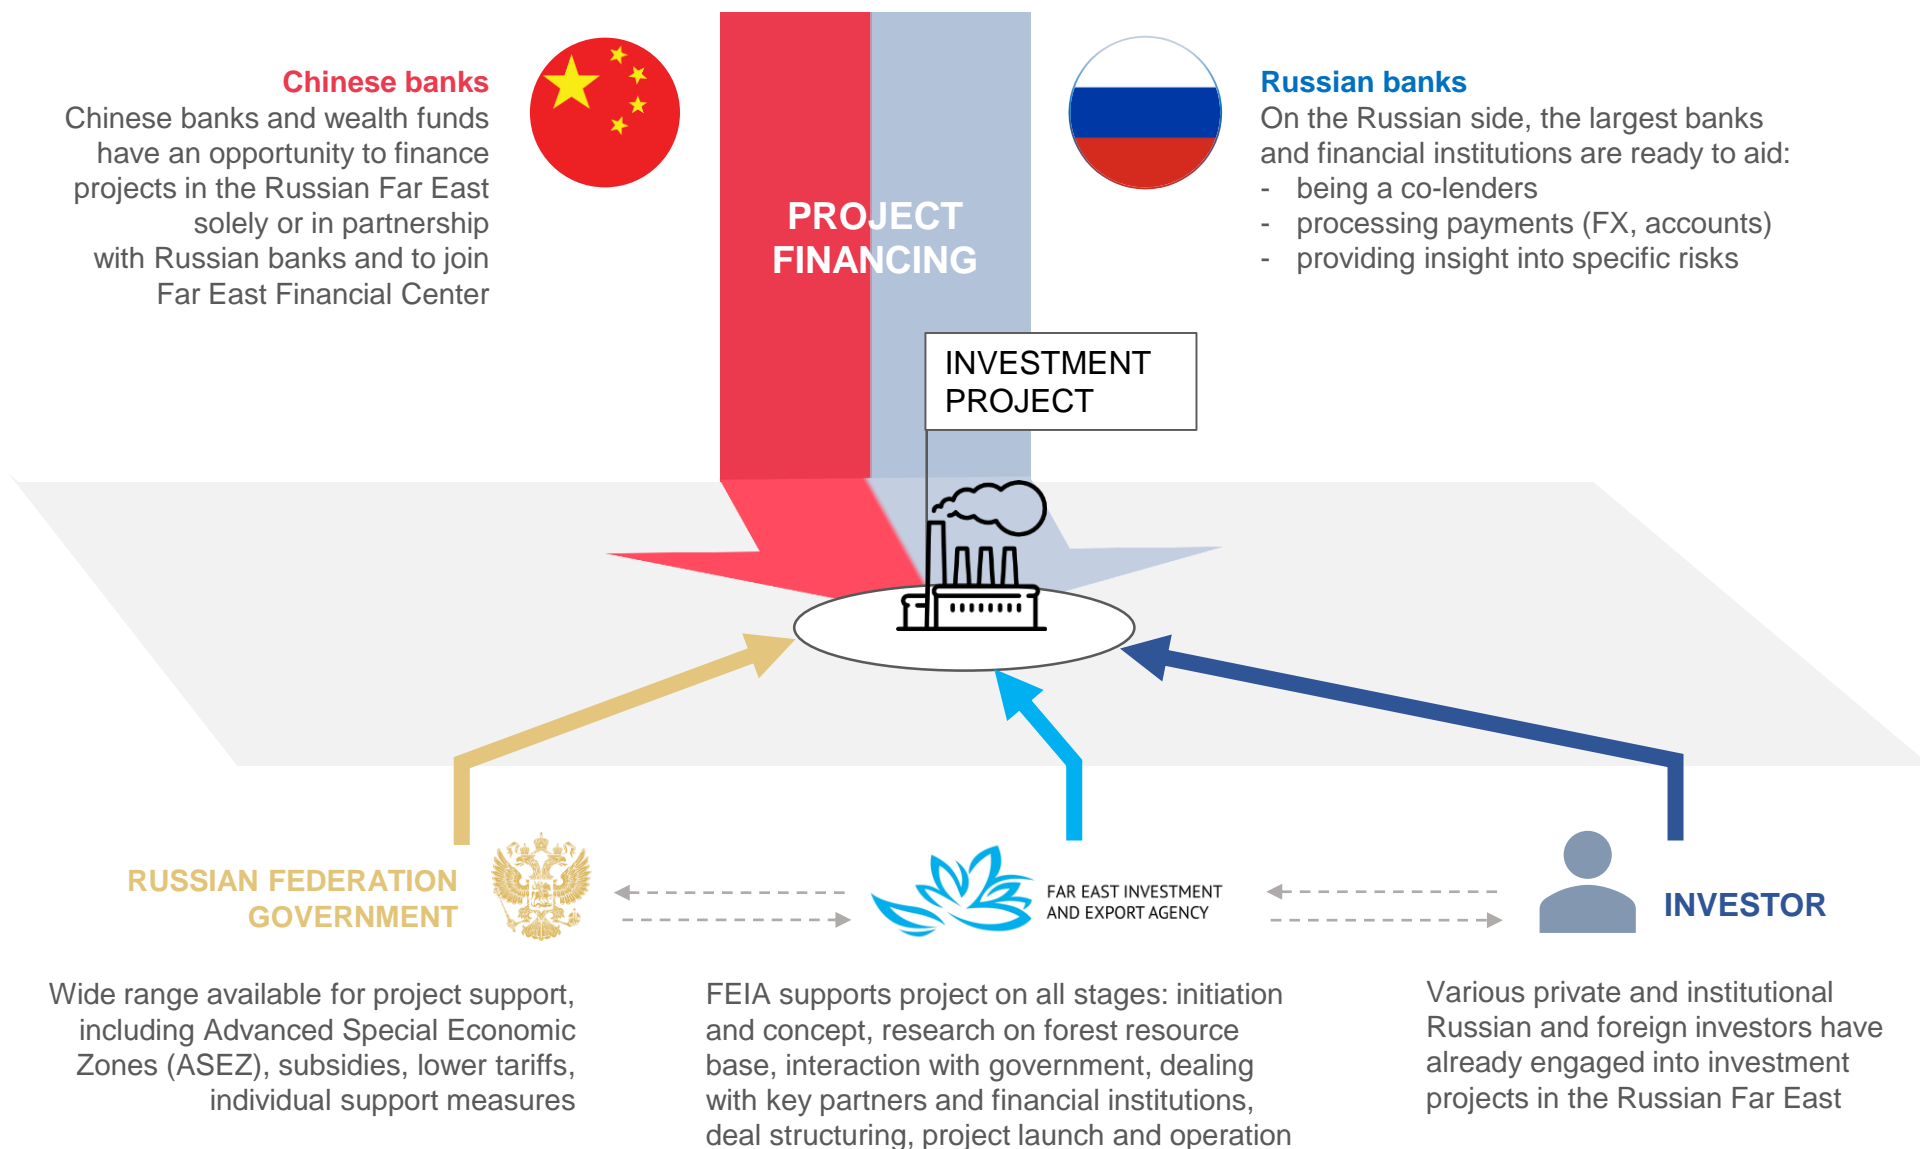 Chinese banks
Chinese banks and wealth funds
have an opportunity to finance
projects in the Russian Far East
solely or in partnership
with Russian banks and to join
Far East Financial Center
PROJECT
FINANCING
Russian banks
On the Russian side, the largest banks
and financial institutions are ready to aid:
- being a co-lenders
- processing payments (FX, accounts)
- providing insight into specific risks
INVESTMENT
PROJECT
RUSSIAN FEDERATION
GOVERNMENT
FAR EAST INVESTMENT
AND EXPORT AGENCY
INVESTOR
Wide range available for project support,
including Advanced Special Economic
Zones (ASEZ), subsidies, lower tariffs,
individual support measures
FEIA supports project on all stages: initiation
and concept, research on forest resource
base, interaction with government, dealing
with key partners and financial institutions,
deal structuring, project launch and operation
Various private and institutional
Russian and foreign investors have
already engaged into investment
projects in the Russian Far East